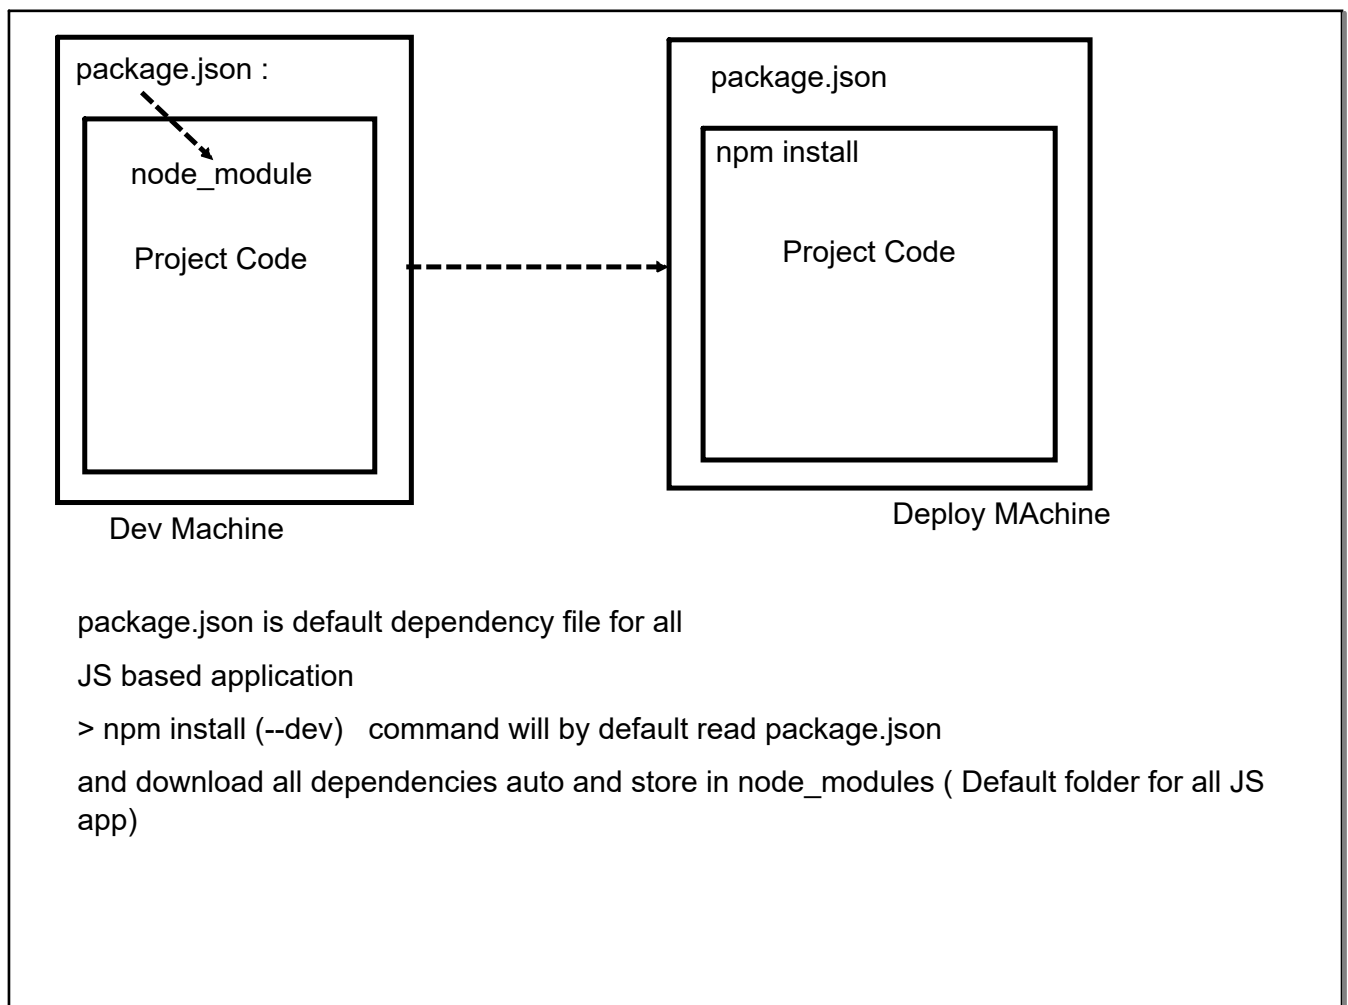 package.json :
node_module
Project Code
Dev Machine
package.json
npm install
Project Code
Deploy MAchine
package.json is default dependency file for all
JS based application
> npm install (--dev)   command will by default read package.json
and download all dependencies auto and store in node_modules ( Default folder for all JS
app)